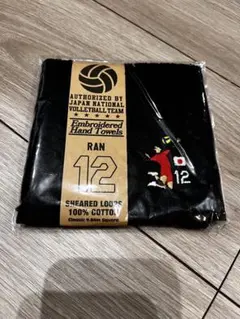 AUTHORIZED BY
JAPAN NATIONAL
VOLLEYBALL TEAM
Embroidered
Hand Towels
RAN
12
SHEARED LOOPS
100% COTTON
12